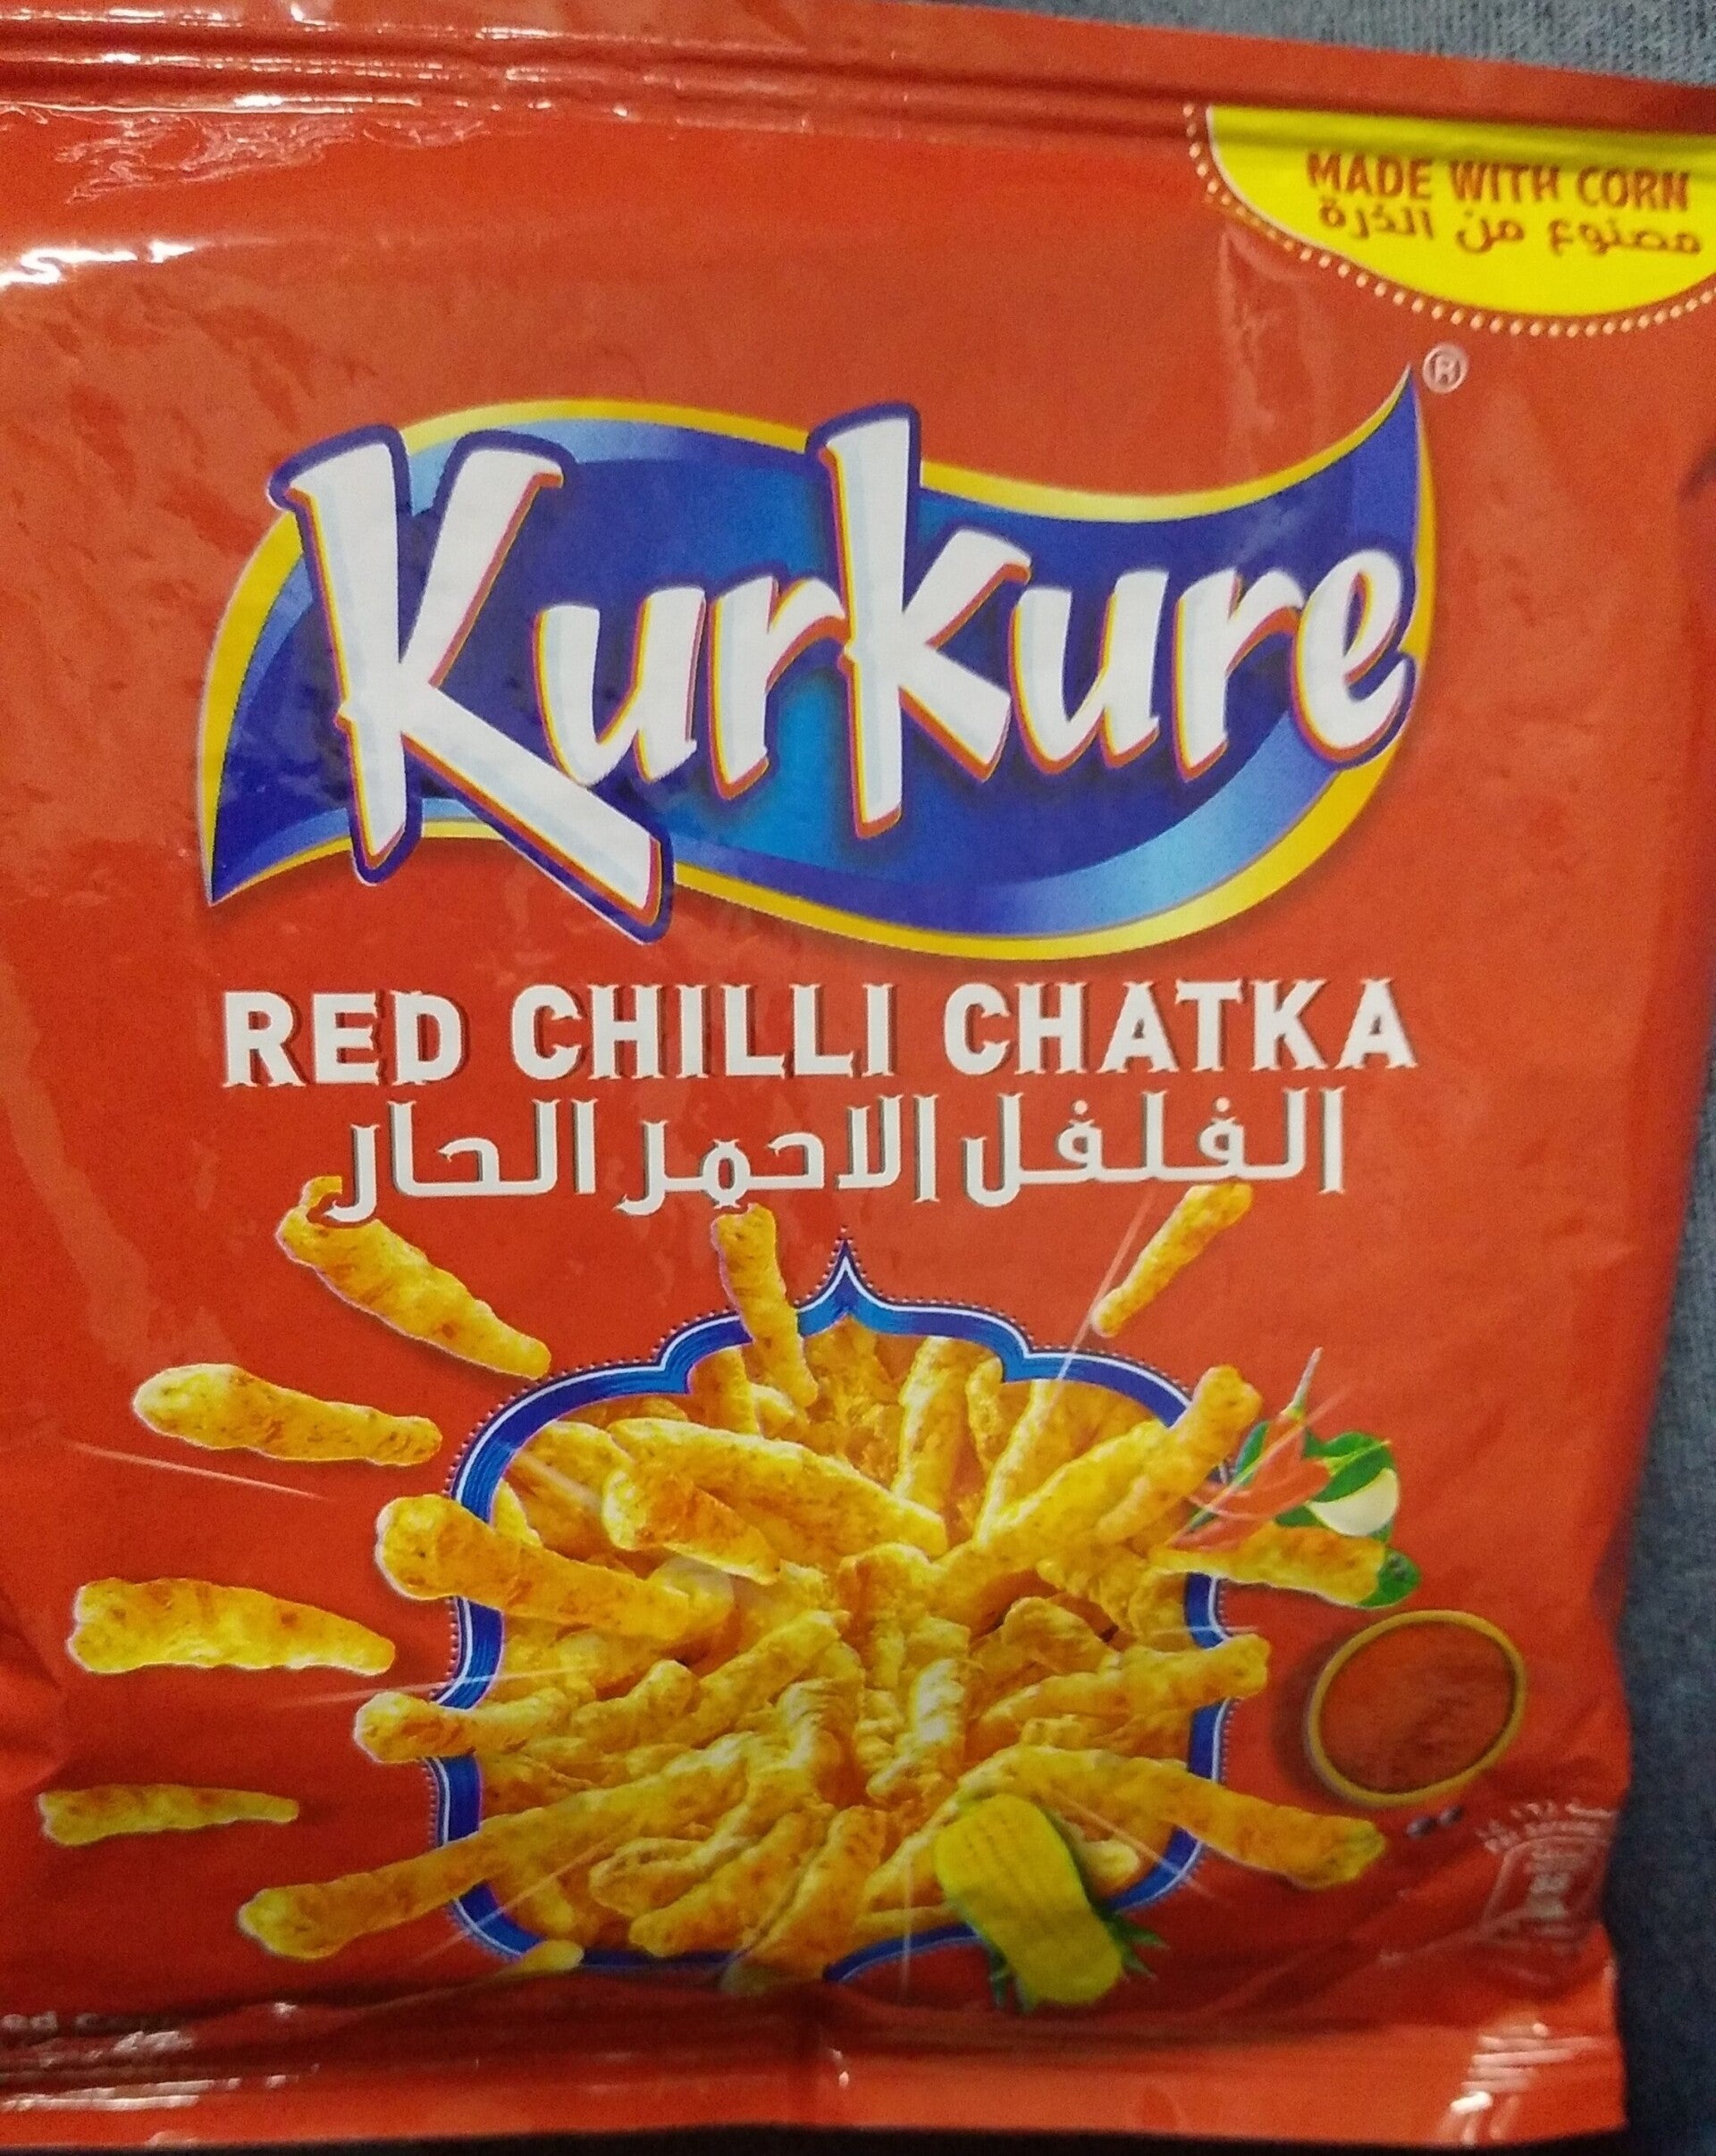 MADE WITH CORN
مصنوع من الذرة
Kurkure®
RED CHILLI CHATKA
الفلفل الاحمر الحار